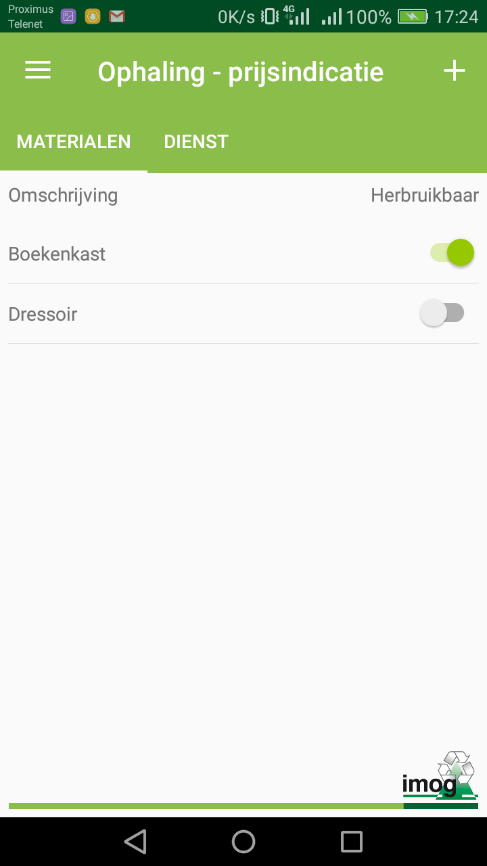 Proximus
Telenet
0K/s 4G 100% 17:24
Ophaling - prijsindicatie
MATERIALEN DIENST
Omschrijving Herbruikbaar
Boekenkast
Dressoir
imog